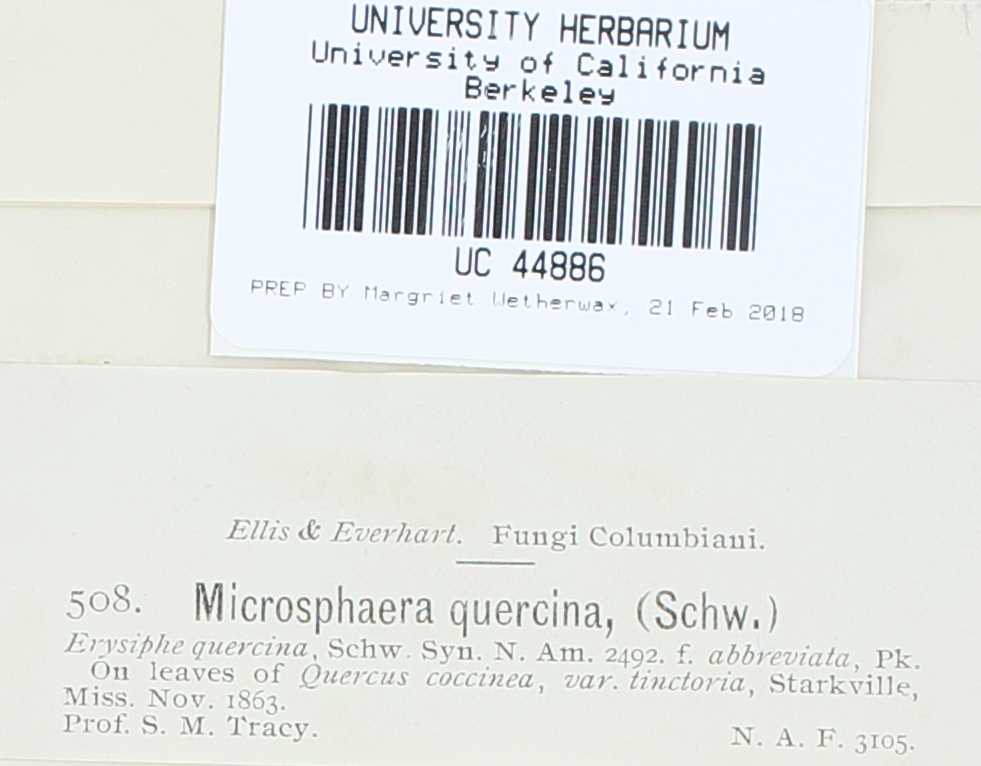 UNIVERSITY HERBARIUM
University of California
Berkeley
UC 44886
PREP BY Margriet Wetherwax, 21 Feb 2018
Ellis & Everhart. Fungi Columbiani.
508. Microsphaera quercina, (Schw.)
Erysiphe quercina, Schw. Syn. N. Am. 2492. f. abbreviata, Pk.
On leaves of Quercus coccinea, var. tinctoria, Starkville,
Miss. Nov. 1863.
Prof. S. M. Tracy. N. A. F. 3105.